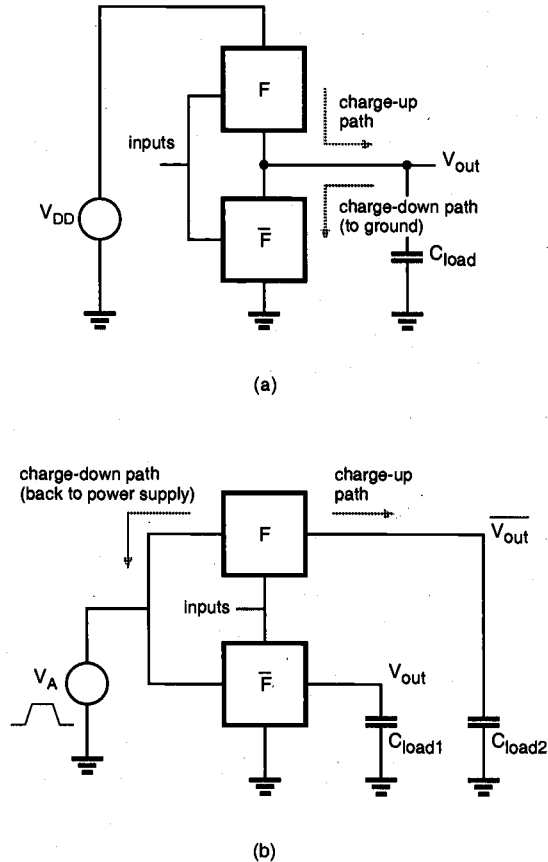 F
charge-up
path
inputs
V_out
V_DD
F̅
charge-down path
(to ground)
C_load
(a)
charge-down path
(back to power supply)
charge-up
path
F
V̅_̅o̅u̅t̅
inputs
V_A
F̅
V_out
C_load1
C_load2
(b)